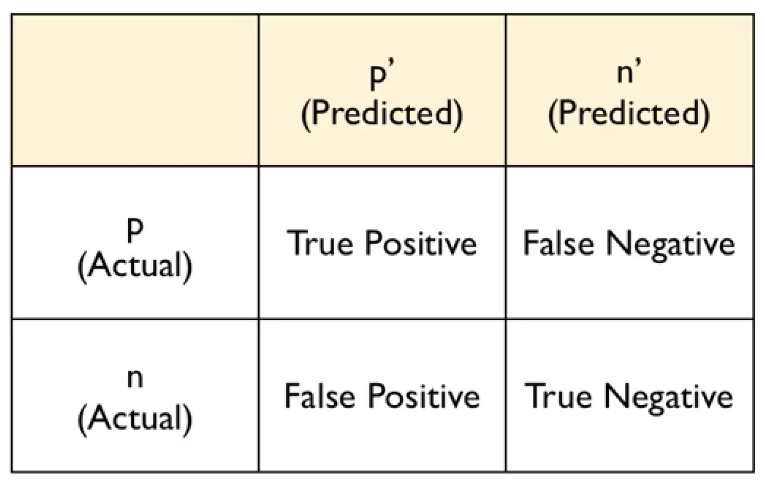 p’
(Predicted)
n’
(Predicted)
p
(Actual)
True Positive
False Negative
n
(Actual)
False Positive
True Negative